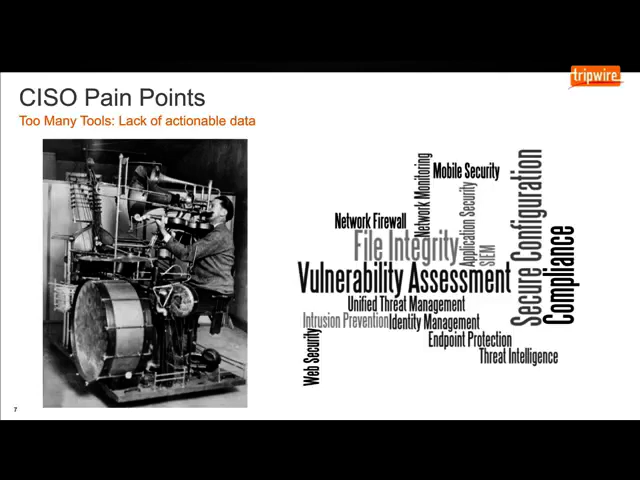 tripwire
CISO Pain Points
Too Many Tools: Lack of actionable data
Network Monitoring
Mobile Security
Secure Configuration
Application Security
Network Firewall
File Integrity
SIEM
Compliance
Vulnerability Assessment
Unified Threat Management
Intrusion Prevention
Identity Management
Web Security
Endpoint Protection
Threat Intelligence
7